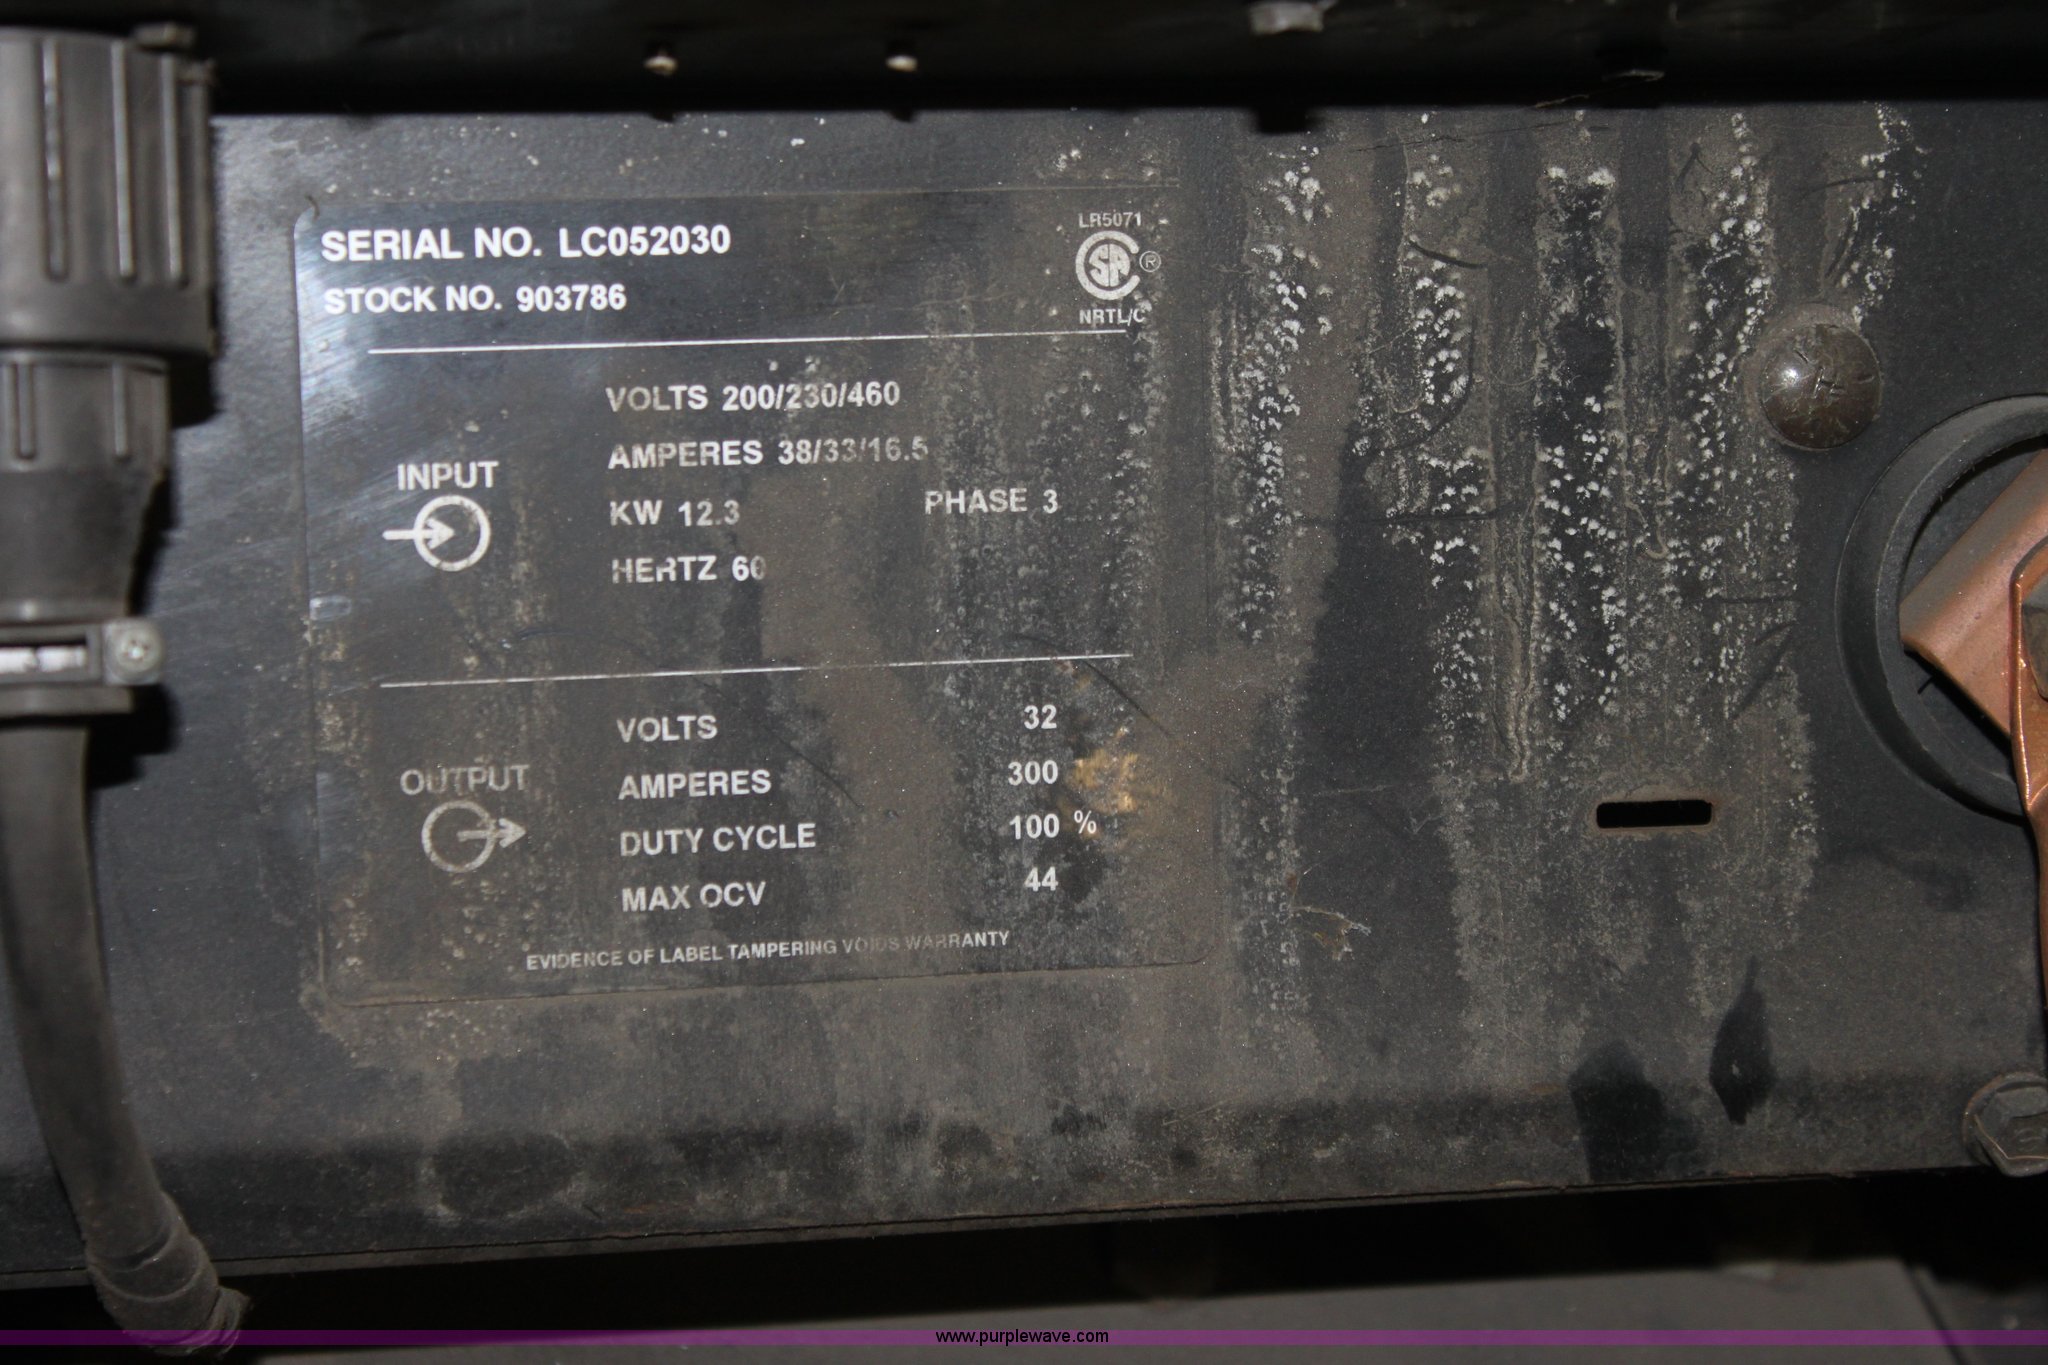 SERIAL NO. LC052030
STOCK NO. 903786
LR5071
SA ®
NRTL/C
INPUT
VOLTS 200/230/460
AMPERES 38/33/16.5
KW 12.3 PHASE 3
HERTZ 60
OUTPUT
VOLTS 32
AMPERES 300
DUTY CYCLE 100 %
MAX OCV 44
EVIDENCE OF LABEL TAMPERING VOIDS WARRANTY
www.purplewave.com